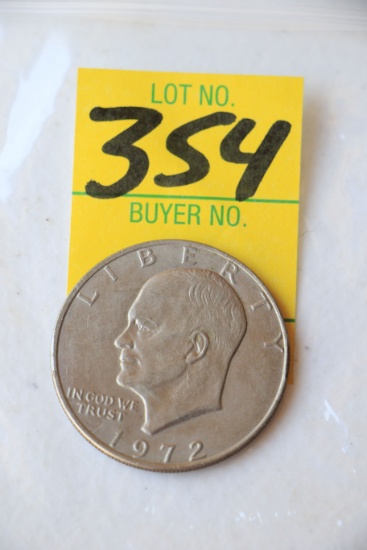 LOT NO.
354
BUYER NO.
LIBERTY
IN GOD WE
TRUST
1972